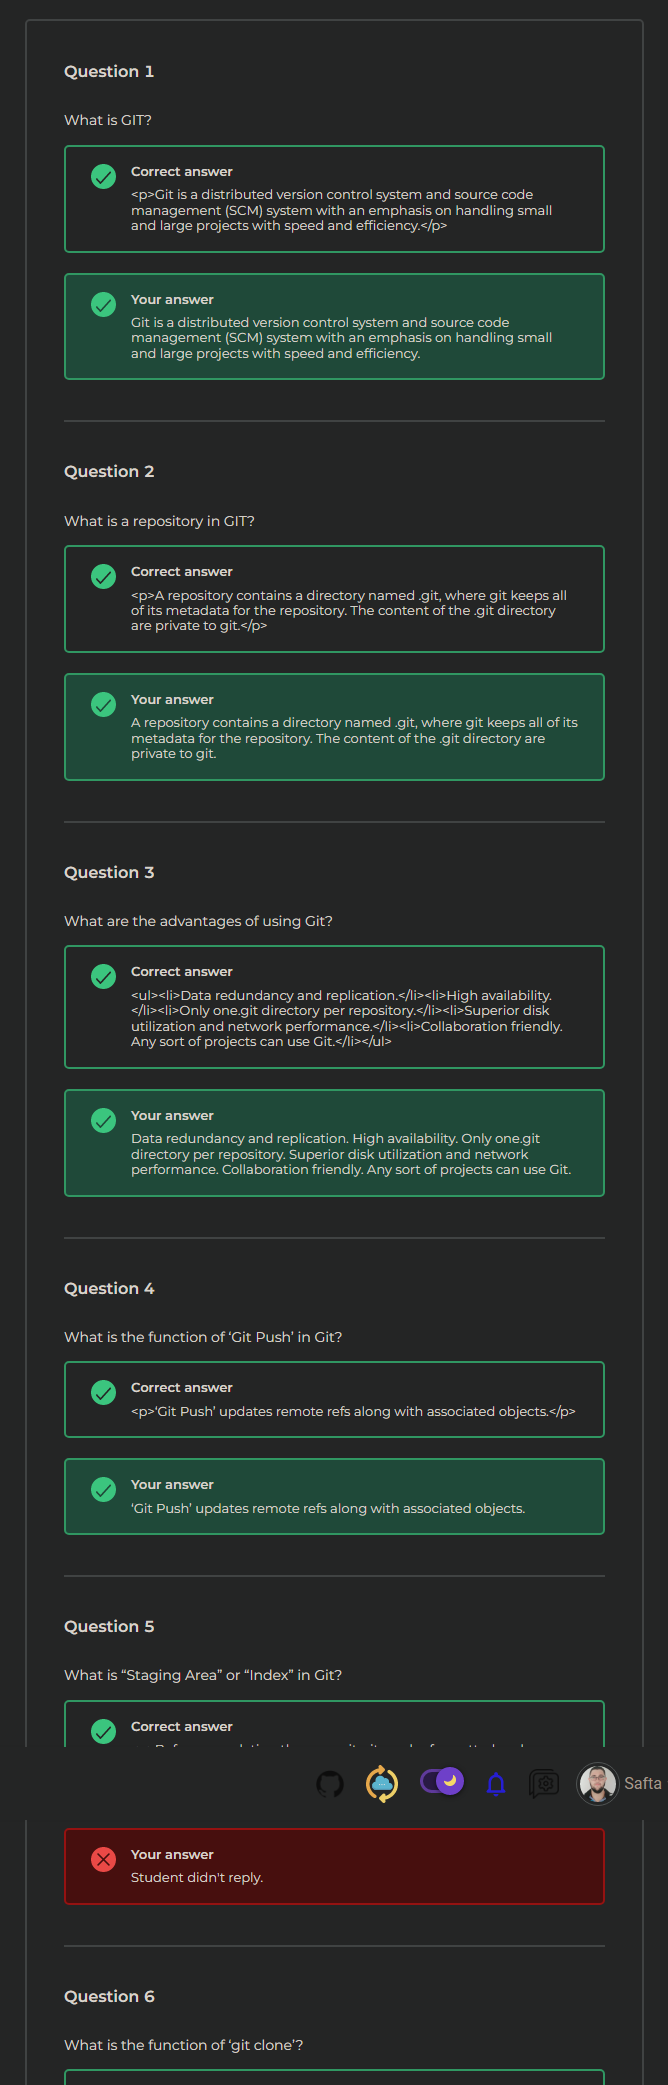 Question 1
What is GIT?
Correct answer
<p>Git is a distributed version control system and source code
management (SCM) system with an emphasis on handling small
and large projects with speed and efficiency.</p>
Your answer
Git is a distributed version control system and source code
management (SCM) system with an emphasis on handling small
and large projects with speed and efficiency.
Question 2
What is a repository in GIT?
Correct answer
<p>A repository contains a directory named .git, where git keeps all
of its metadata for the repository. The content of the .git directory
are private to git.</p>
Your answer
A repository contains a directory named .git, where git keeps all of its
metadata for the repository. The content of the .git directory are
private to git.
Question 3
What are the advantages of using Git?
Correct answer
<ul><li>Data redundancy and replication.</li><li>High availability.
</li><li>Only one.git directory per repository.</li><li>Superior disk
utilization and network performance.</li><li>Collaboration friendly.
Any sort of projects can use Git.</li></ul>
Your answer
Data redundancy and replication. High availability. Only one.git
directory per repository. Superior disk utilization and network
performance. Collaboration friendly. Any sort of projects can use Git.
Question 4
What is the function of ‘Git Push’ in Git?
Correct answer
<p>‘Git Push’ updates remote refs along with associated objects.</p>
Your answer
‘Git Push’ updates remote refs along with associated objects.
Question 5
What is “Staging Area” or “Index” in Git?
Correct answer
Safta
Your answer
Student didn't reply.
Question 6
What is the function of ‘git clone’?